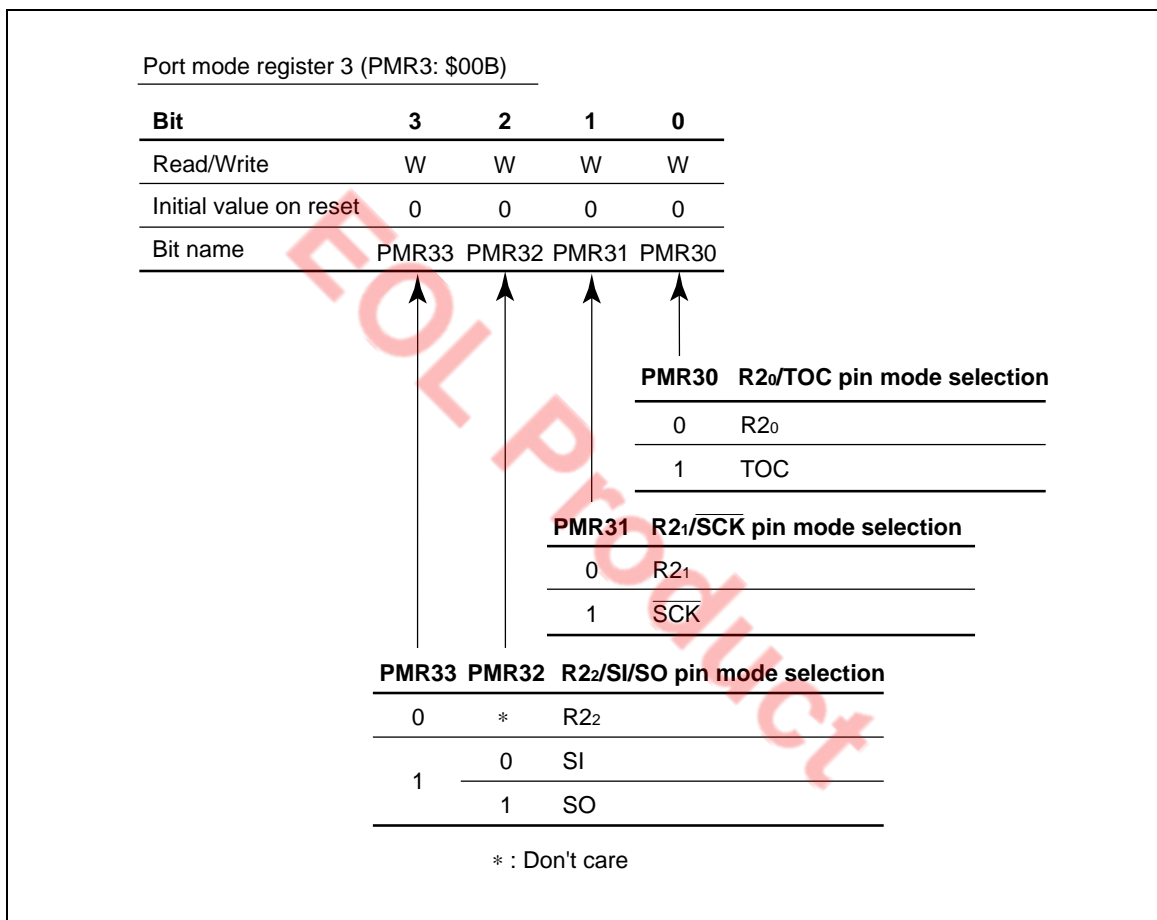 Port mode register 3 (PMR3: $00B)
Bit 3 2 1 0
Read/Write W W W W
Initial value on reset 0 0 0 0
Bit name PMR33 PMR32 PMR31 PMR30
PMR30 R2₀/TOC pin mode selection
0 R2₀
1 TOC
PMR31 R2₁/S̅C̅K̅ pin mode selection
0 R2₁
1 S̅C̅K̅
PMR33 PMR32 R2₂/SI/SO pin mode selection
0 * R2₂
1 0 SI
1 SO
* : Don't care
EOL Product